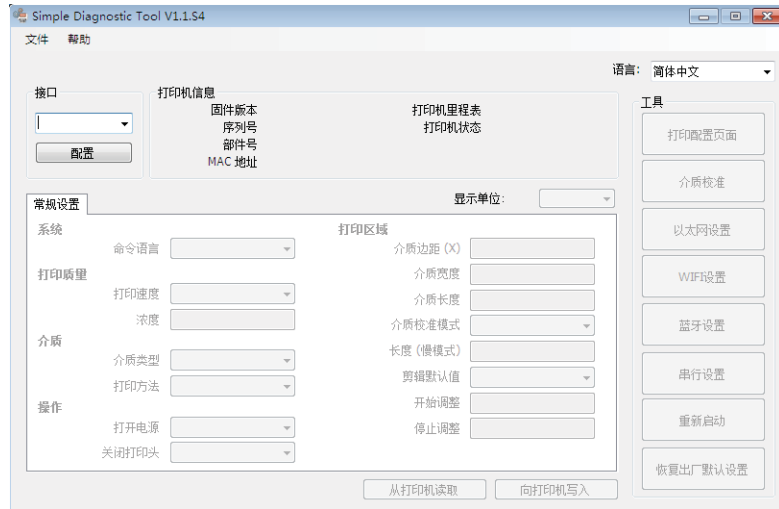 Simple Diagnostic Tool V1.1.S4
文件 帮助
语言: 简体中文
接口
配置
打印机信息
固件版本
序列号
部件号
MAC 地址
打印机里程表
打印机状态
常规设置
显示单位:
系统
命令语言
打印质量
打印速度
浓度
介质
介质类型
打印方法
操作
打开电源
关闭打印头
打印区域
介质边距 (X)
介质宽度
介质长度
介质校准模式
长度 (慢模式)
剪辑默认值
开始调整
停止调整
从打印机读取 向打印机写入
工具
打印配置页面
介质校准
以太网设置
WIFI设置
蓝牙设置
串行设置
重新启动
恢复出厂默认设置